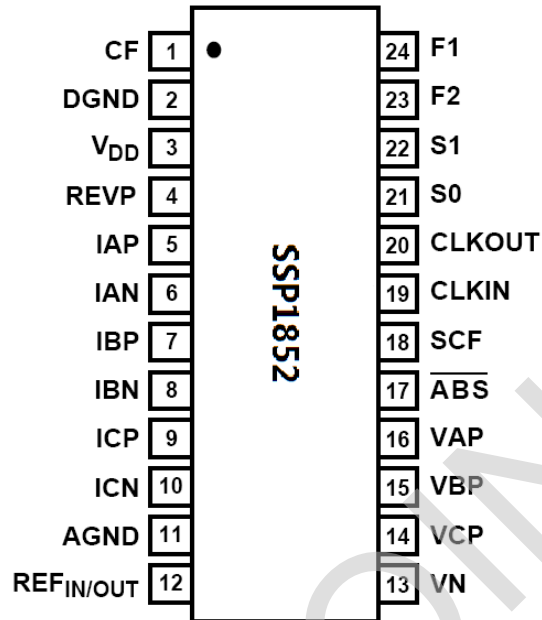 CF 1 24 F1
DGND 2 23 F2
VDD 3 22 S1
REVP 4 21 S0
IAP 5 20 CLKOUT
IAN 6 19 CLKIN
IBP 7 18 SCF
IBN 8 17 A̅B̅S̅
ICP 9 16 VAP
ICN 10 15 VBP
AGND 11 14 VCP
REFIN/OUT 12 13 VN
SSP1852